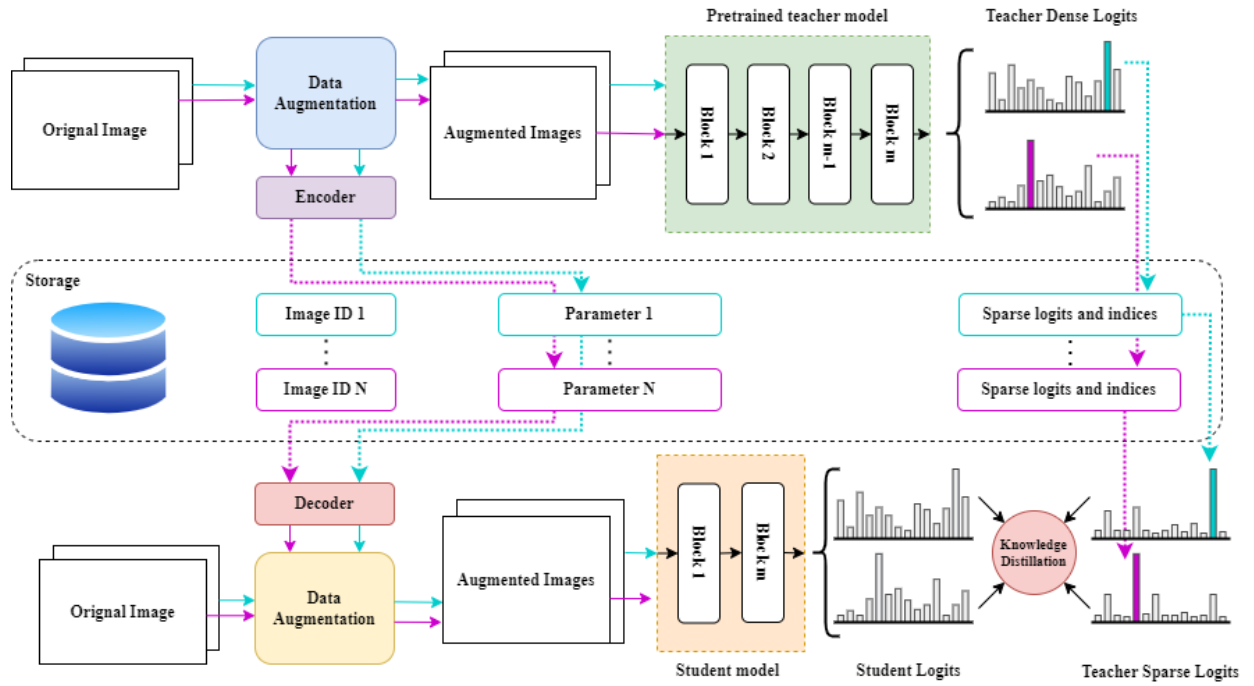 Pretrained teacher model
Teacher Dense Logits
Orignal Image
Data
Augmentation
Augmented Images
Block 1
Block 2
Block m-1
Block m
Encoder
Storage
Image ID 1
Parameter 1
Sparse logits and indices
Image ID N
Parameter N
Sparse logits and indices
Decoder
Orignal Image
Data
Augmentation
Augmented Images
Block 1
Block m
Knowledge
Distillation
Student model
Student Logits
Teacher Sparse Logits